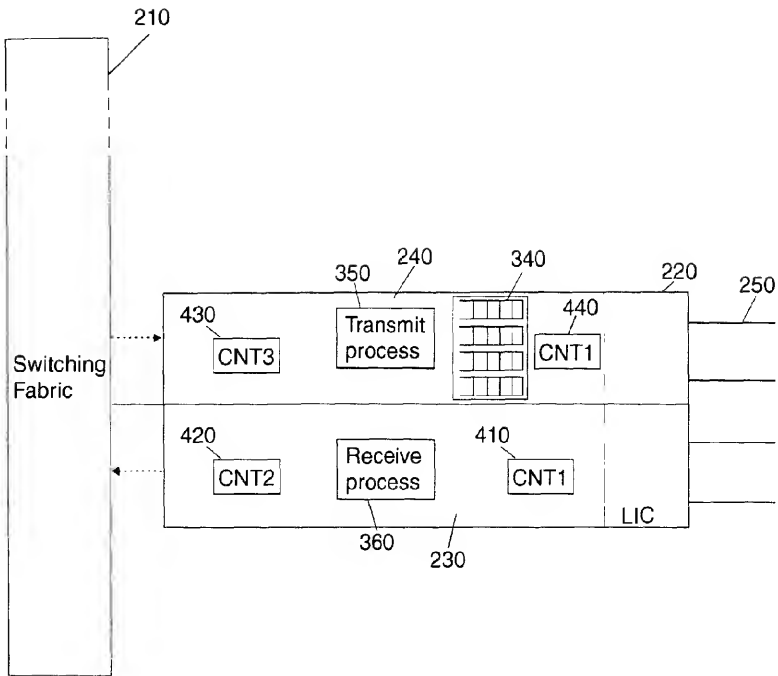 210
240
340
220
250
350
430
440
Transmit
process
CNT3
CNT1
Switching
Fabric
420
410
Receive
process
CNT2
CNT1
360
230
LIC